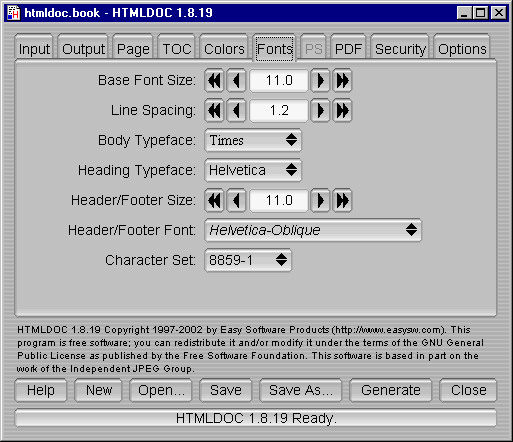 htmldoc.book - HTMLDOC 1.8.19
Input Output Page TOC Colors Fonts PS PDF Security Options
Base Font Size: 11.0
Line Spacing: 1.2
Body Typeface: Times
Heading Typeface: Helvetica
Header/Footer Size: 11.0
Header/Footer Font: Helvetica-Oblique
Character Set: 8859-1
HTMLDOC 1.8.19 Copyright 1997-2002 by Easy Software Products (http://www.easysw.com). This
program is free software; you can redistribute it and/or modify it under the terms of the GNU General
Public License as published by the Free Software Foundation. This software is based in part on the
work of the Independent JPEG Group.
Help New Open... Save Save As... Generate Close
HTMLDOC 1.8.19 Ready.